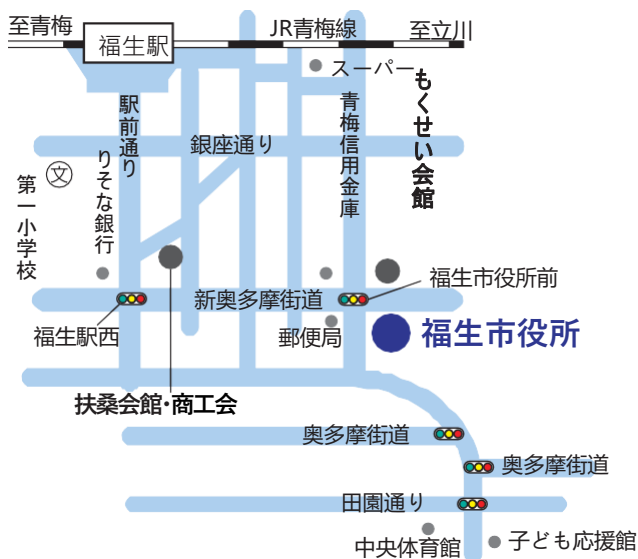 至青梅
福生駅
JR青梅線
至立川
スーパー
もくせい会館
駅前通り
青梅信用金庫
銀座通り
りそな銀行
文
第一小学校
福生市役所前
新奥多摩街道
福生駅西
郵便局
福生市役所
扶桑会館・商工会
奥多摩街道
奥多摩街道
田園通り
中央体育館
子ども応援館